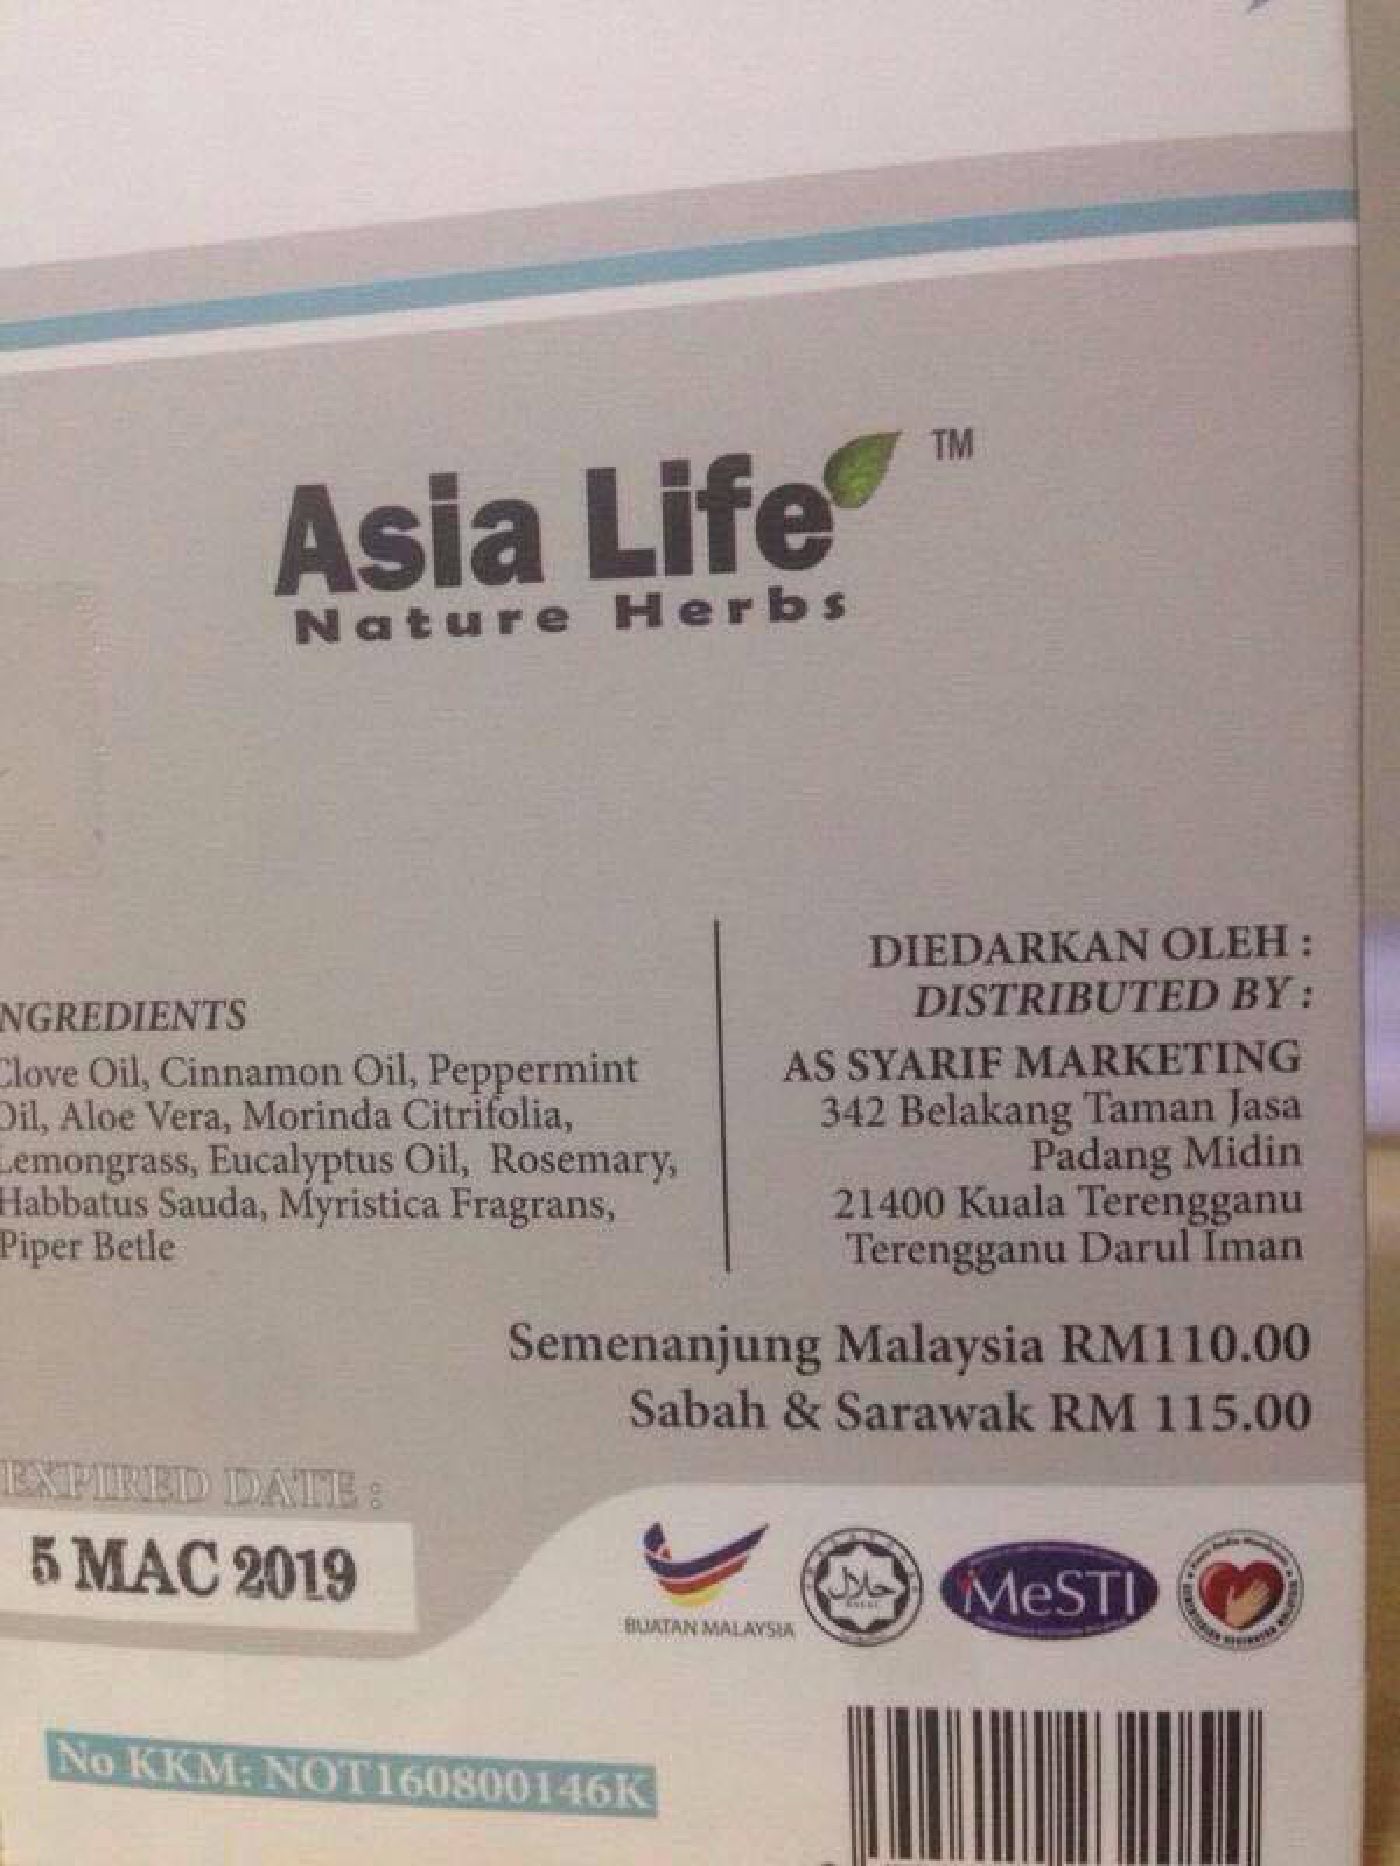 Asia Life TM
Nature Herbs
NGREDIENTS
Clove Oil, Cinnamon Oil, Peppermint
Oil, Aloe Vera, Morinda Citrifolia,
Lemongrass, Eucalyptus Oil, Rosemary,
Habbatus Sauda, Myristica Fragrans,
Piper Betle
DIEDARKAN OLEH :
DISTRIBUTED BY :
AS SYARIF MARKETING
342 Belakang Taman Jasa
Padang Midin
21400 Kuala Terengganu
Terengganu Darul Iman
Semenanjung Malaysia RM110.00
Sabah & Sarawak RM 115.00
EXPIRED DATE :
5 MAC 2019
BUATAN MALAYSIA
حلال
HALAL
MeSTI
No KKM: NOT160800146K